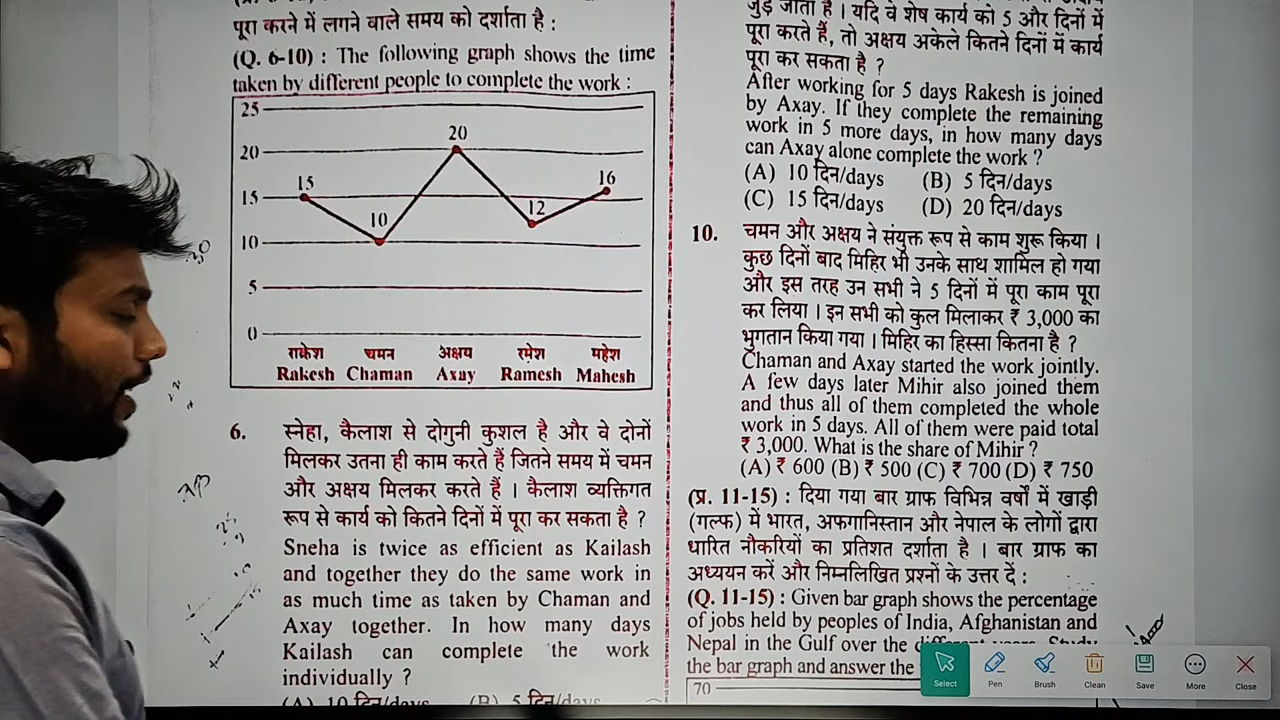 पूरा करने में लगने वाले समय को दर्शाता है :
(Q. 6-10) : The following graph shows the time
taken by different people to complete the work :
25
20
15
10
5
0
15
10
20
12
16
राकेश चमन अक्षय रमेश महेश
Rakesh Chaman Axay Ramesh Mahesh
6. स्नेहा, कैलाश से दोगुनी कुशल है और वे दोनों
मिलकर उतना ही काम करते हैं जितने समय में चमन
और अक्षय मिलकर करते हैं । कैलाश व्यक्तिगत
रूप से कार्य को कितने दिनों में पूरा कर सकता है ?
Sneha is twice as efficient as Kailash
and together they do the same work in
as much time as taken by Chaman and
Axay together. In how many days
Kailash can complete the work
individually ?
(A) 10 दिन/days (B) 5 दिन/days
जुड़ जाता है । यदि वे शेष कार्य को 5 और दिनों में
पूरा करते हैं, तो अक्षय अकेले कितने दिनों में कार्य
पूरा कर सकता है ?
After working for 5 days Rakesh is joined
by Axay. If they complete the remaining
work in 5 more days, in how many days
can Axay alone complete the work ?
(A) 10 दिन/days (B) 5 दिन/days
(C) 15 दिन/days (D) 20 दिन/days
10. चमन और अक्षय ने संयुक्त रूप से काम शुरू किया ।
कुछ दिनों बाद मिहिर भी उनके साथ शामिल हो गया
और इस तरह उन सभी ने 5 दिनों में पूरा काम पूरा
कर लिया । इन सभी को कुल मिलाकर ₹ 3,000 का
भुगतान किया गया । मिहिर का हिस्सा कितना है ?
Chaman and Axay started the work jointly.
A few days later Mihir also joined them
and thus all of them completed the whole
work in 5 days. All of them were paid total
₹ 3,000. What is the share of Mihir ?
(A) ₹ 600 (B) ₹ 500 (C) ₹ 700 (D) ₹ 750
(प्र. 11-15) : दिया गया बार ग्राफ विभिन्न वर्षों में खाड़ी
(गल्फ) में भारत, अफगानिस्तान और नेपाल के लोगों द्वारा
धारित नौकरियों का प्रतिशत दर्शाता है । बार ग्राफ का
अध्ययन करें और निम्नलिखित प्रश्नों के उत्तर दें :
(Q. 11-15) : Given bar graph shows the percentage
of jobs held by peoples of India, Afghanistan and
Nepal in the Gulf over the
the bar graph and answer the
70
Select Pen Brush Clean Save More Close